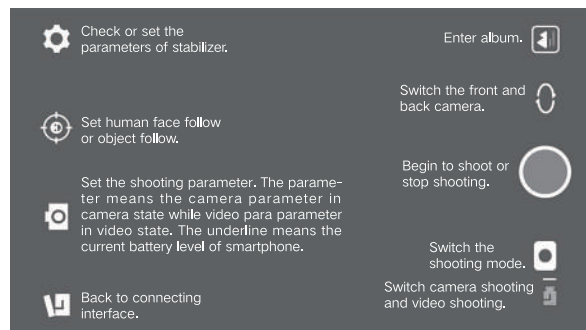 Check or set the
parameters of stabilizer.
Set human face follow
or object follow.
Set the shooting parameter. The parame-
ter means the camera parameter in
camera state while video para parameter
in video state. The underline means the
current battery level of smartphone.
Back to connecting
interface.
Enter album.
Switch the front and
back camera.
Begin to shoot or
stop shooting.
Switch the
shooting mode.
Switch camera shooting
and video shooting.